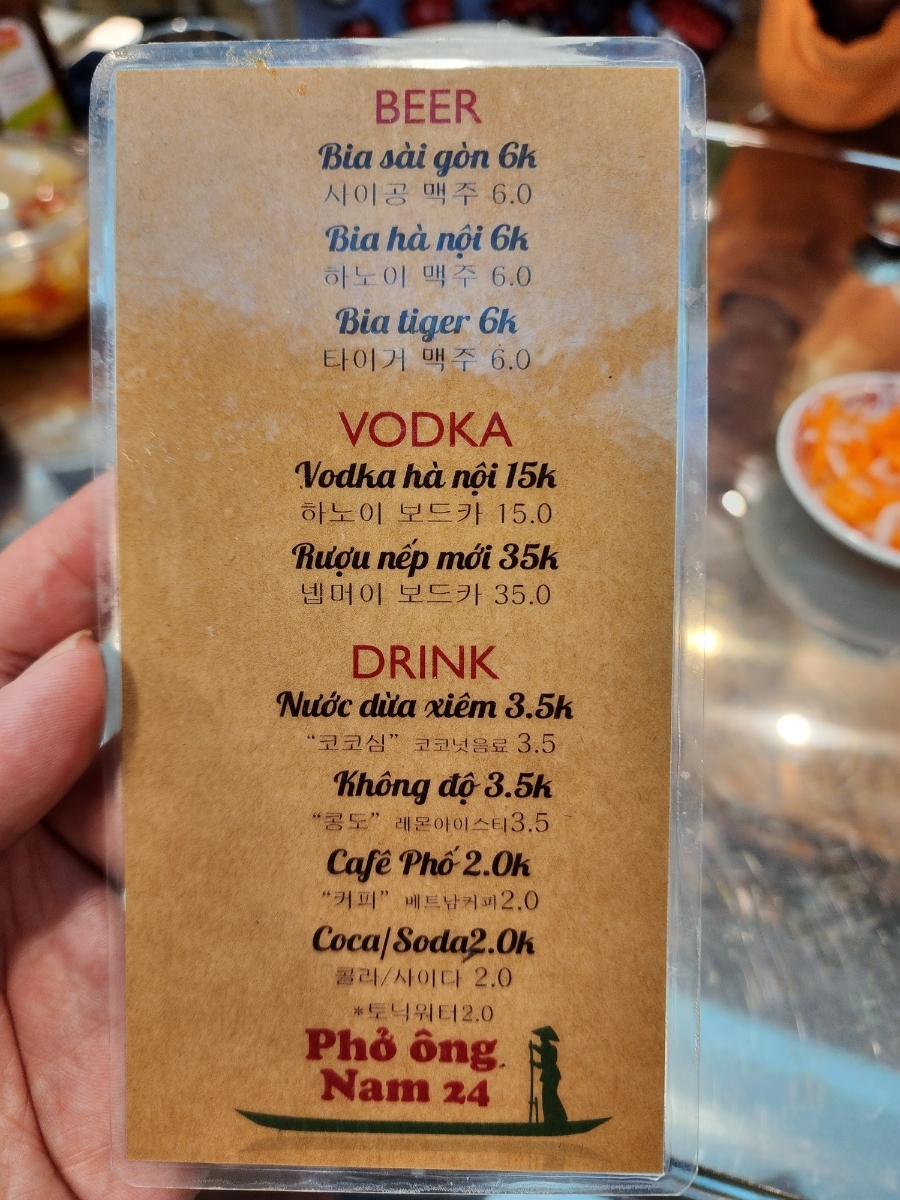 BEER
Bia sài gòn 6k
사이공 맥주 6.0
Bia hà nội 6k
하노이 맥주 6.0
Bia tiger 6k
타이거 맥주 6.0
VODKA
Vodka hà nội 15k
하노이 보드카 15.0
Rượu nếp mới 35k
넵머이 보드카 35.0
DRINK
Nước dừa xiêm 3.5k
“코코심” 코코넛음료 3.5
Không độ 3.5k
“콩도” 레몬아이스티3.5
Cafê Phố 2.0k
“커피” 베트남커피2.0
Coca/Soda2.0k
콜라/사이다 2.0
*토닉워터2.0
Phở ông
Nam 24